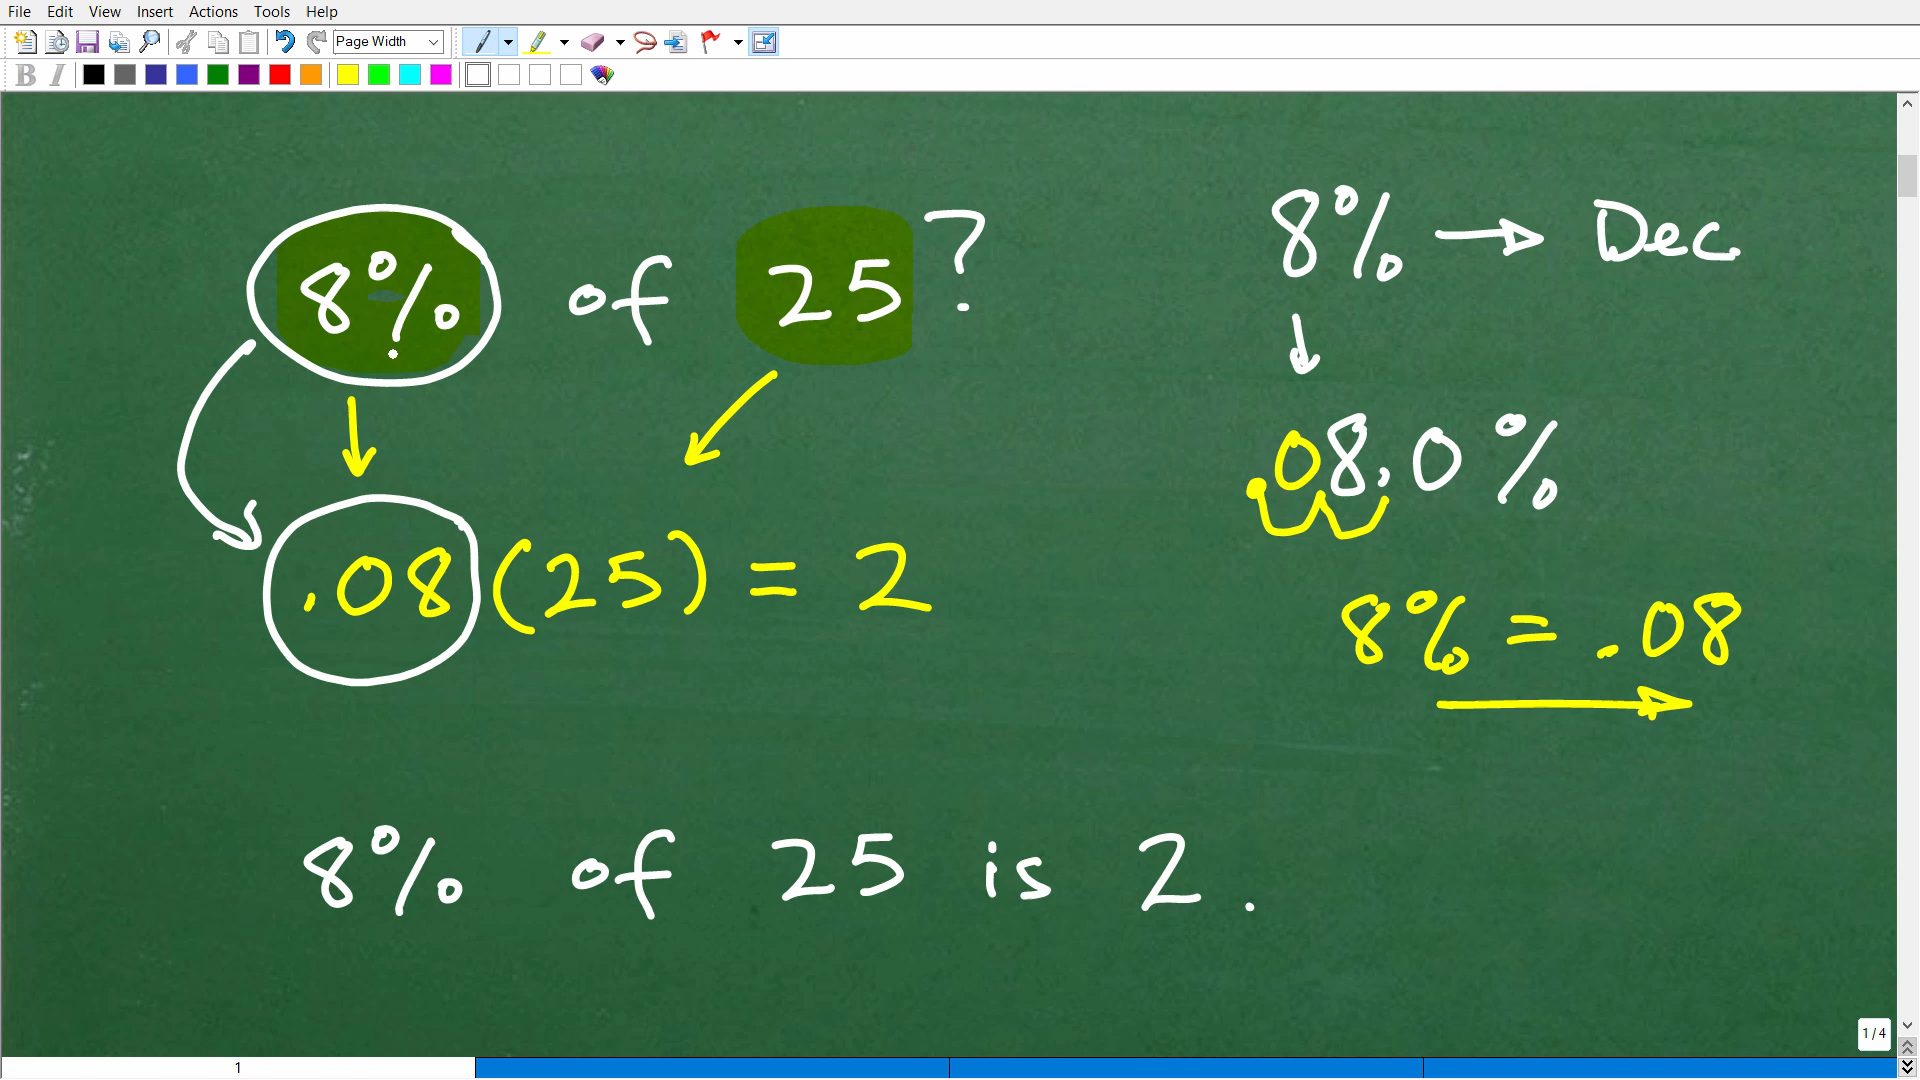 File Edit View Insert Actions Tools Help
Page Width
B I
8% of 25?
.08(25) = 2
8% of 25 is 2.
8% → Dec
.08.0%
8% = .08
1 / 4
1